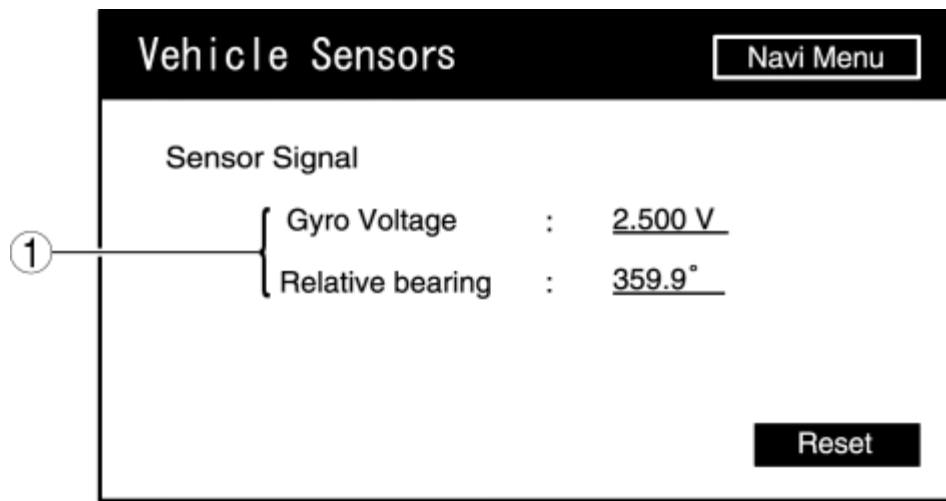 Vehicle Sensors Navi Menu
Sensor Signal
Gyro Voltage : 2.500 V
① Relative bearing : 359.9°
Reset